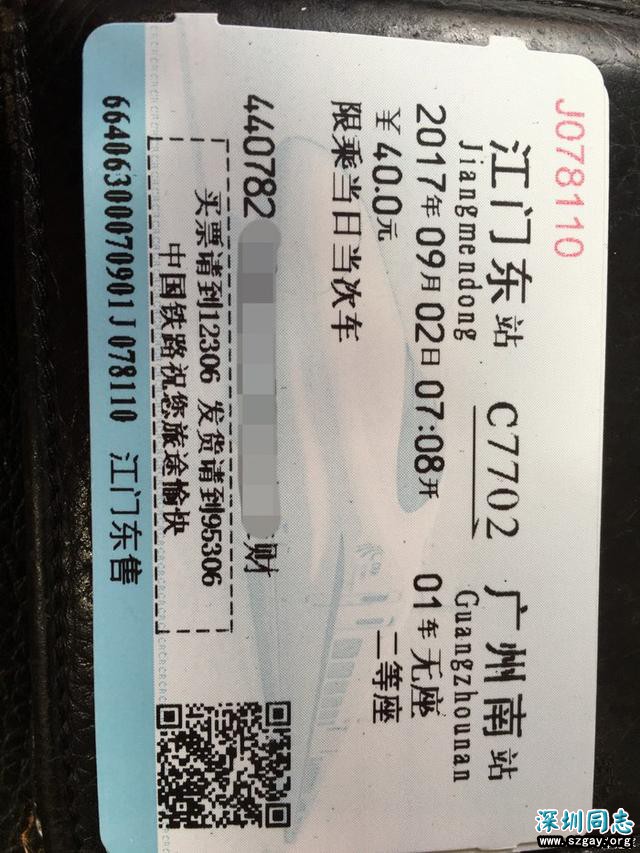 J078110
江门东站 C7702 广州南站
Jiangmendong Guangzhounan
2017年09月02日 07:08开 01车无座
￥40.0元 二等座
限乘当日当次车
440782 财
买票请到12306 发货请到95306
中国铁路祝您旅途愉快
66406300070901J078110 江门东售
深圳同志
www.szgay.org